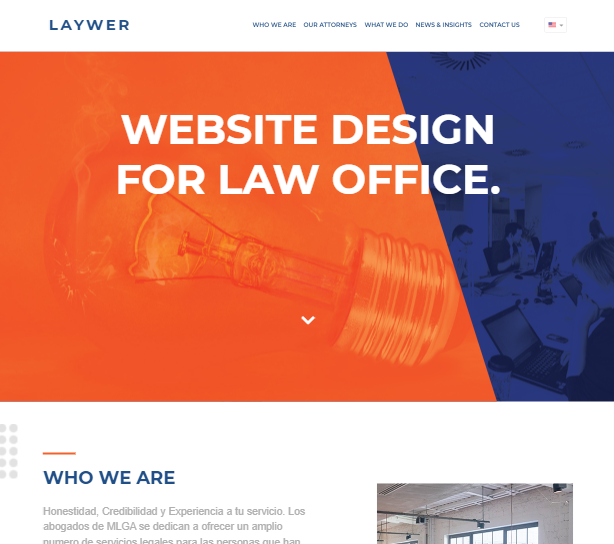 LAYWER
WHO WE ARE OUR ATTORNEYS WHAT WE DO NEWS & INSIGHTS CONTACT US
WEBSITE DESIGN
FOR LAW OFFICE.
WHO WE ARE
Honestidad, Credibilidad y Experiencia a tu servicio. Los
abogados de MLGA se dedican a ofrecer un amplio
numero de servicios legales para las personas que han